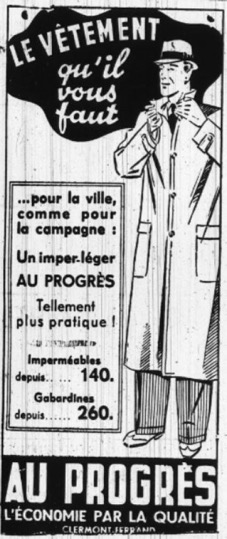 LE VÊTEMENT
qu'il
vous
faut
...pour la ville,
comme pour
la campagne :
Un imper-léger
AU PROGRÈS
Tellement
plus pratique !
Imperméables
depuis..... 140.
Gabardines
depuis...... 260.
AU PROGRÈS
L'ÉCONOMIE PAR LA QUALITÉ
CLERMONT-FERRAND